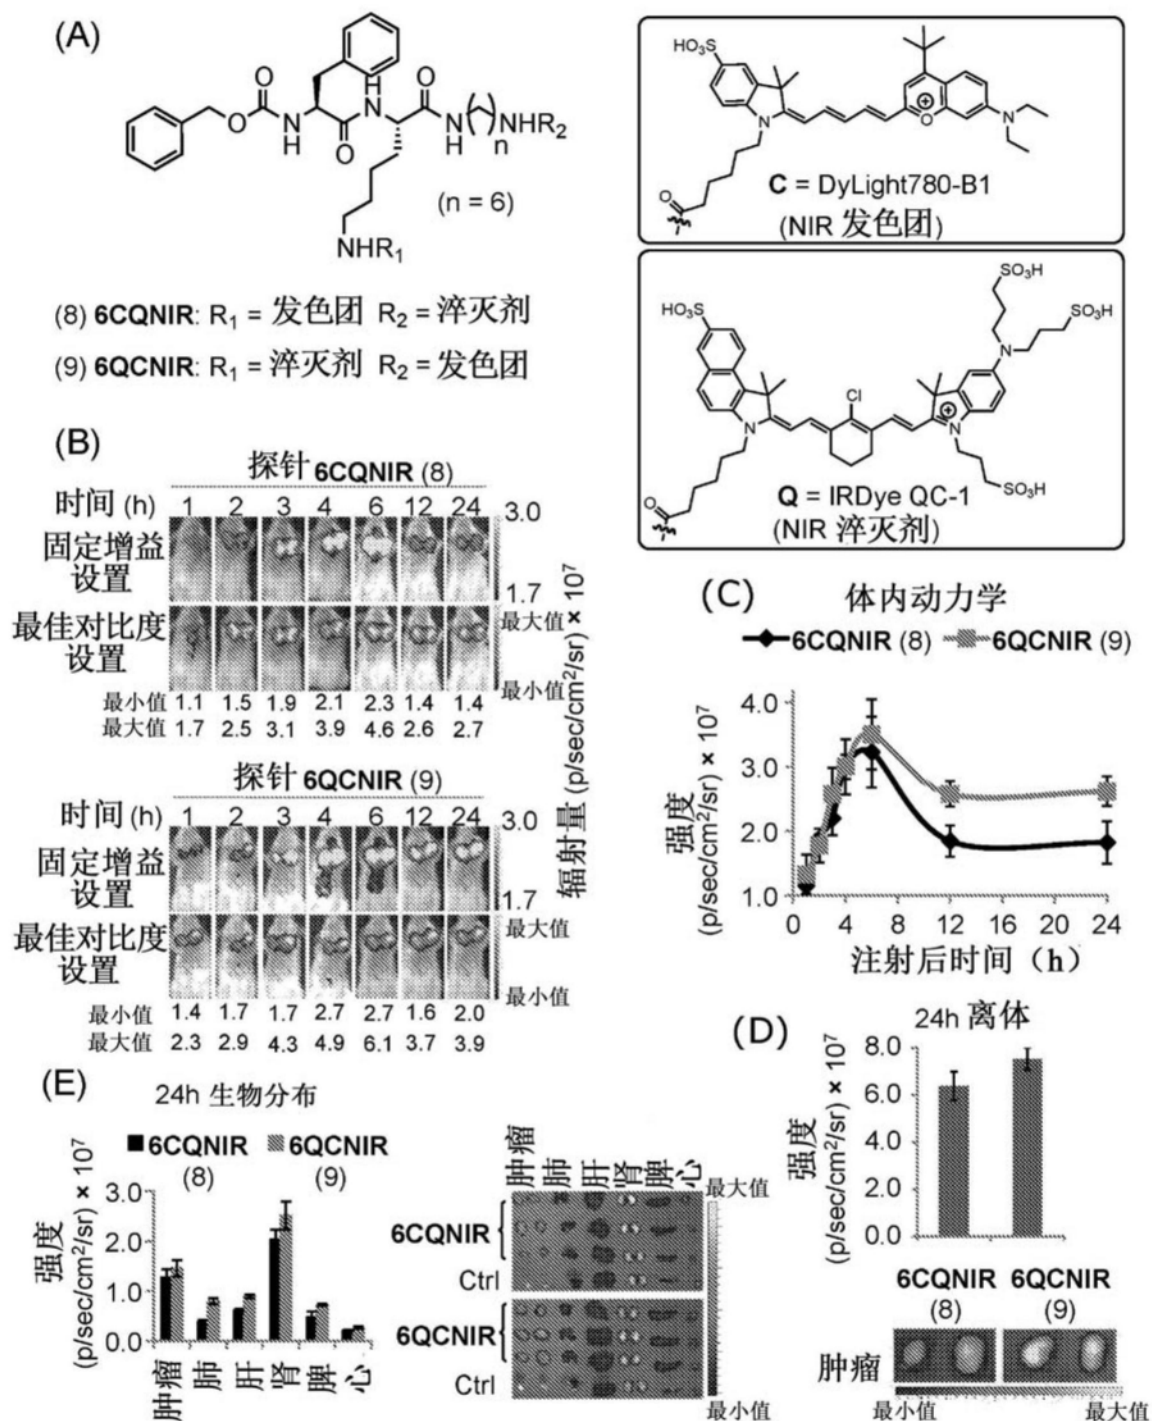 (A)
O
O
O
N
H
O
H
N
O
N
H
n
NHR₂
(n = 6)
NHR₁
(8) 6CQNIR: R₁ = 发色团 R₂ = 淬灭剂
(9) 6QCNIR: R₁ = 淬灭剂 R₂ = 发色团
HO₃S
N
O
N
O
C = DyLight780-B1
(NIR 发色团)
SO₃H
SO₃H
HO₃S
N
Cl
N
N
SO₃H
O
Q = IRDye QC-1
(NIR 淬灭剂)
(B)
探针 6CQNIR (8)
时间 (h) 1 2 3 4 6 12 24
3.0
固定增益
设置
1.7
最佳对比度
设置
最大值
最小值
最小值 1.1 1.5 1.9 2.1 2.3 1.4 1.4
最大值 1.7 2.5 3.1 3.9 4.6 2.6 2.7
探针 6QCNIR (9)
时间 (h) 1 2 3 4 6 12 24
3.0
固定增益
设置
1.7
最佳对比度
设置
最大值
最小值
最小值 1.4 1.7 1.7 2.7 2.7 1.6 2.0
最大值 2.3 2.9 4.3 4.9 6.1 3.7 3.9
辐射量 (p/sec/cm²/sr) × 10⁷
(C)
体内动力学
6CQNIR (8) 6QCNIR (9)
强度
(p/sec/cm²/sr) × 10⁷
4.0
3.0
2.0
1.0
0 4 8 12 16 20 24
注射后时间（h）
(D)
24h 离体
强度
(p/sec/cm²/sr) × 10⁷
8.0
6.0
4.0
2.0
0.0
6CQNIR 6QCNIR
(8) (9)
肿瘤
最小值 最大值
(E)
24h 生物分布
6CQNIR 6QCNIR
(8) (9)
强度
(p/sec/cm²/sr) × 10⁷
3.0
2.0
1.0
0.0
肿瘤 肺 肝 肾 脾 心
肿瘤 肺 肝 肾 脾 心
最大值
6CQNIR
Ctrl
6QCNIR
Ctrl
最小值